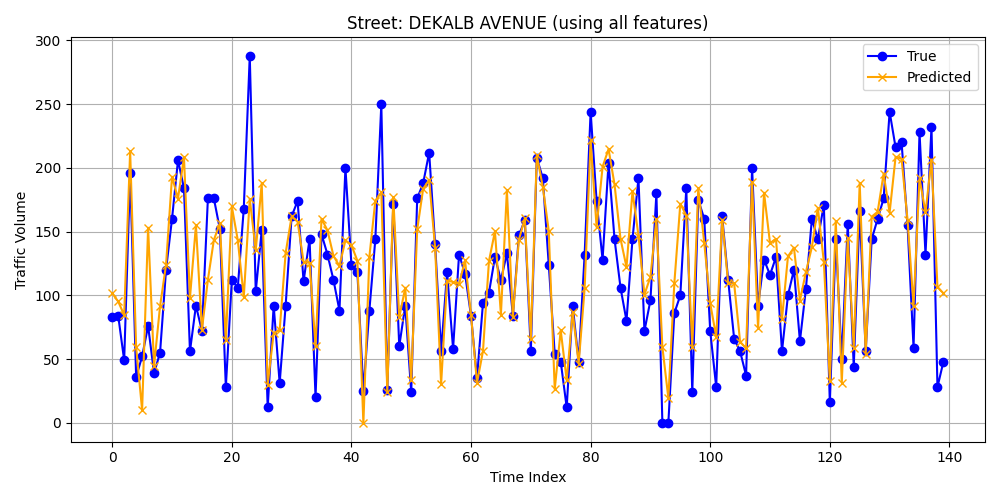 Street: DEKALB AVENUE (using all features)
True
Predicted
Traffic Volume
300
250
200
150
100
50
0
0 20 40 60 80 100 120 140
Time Index